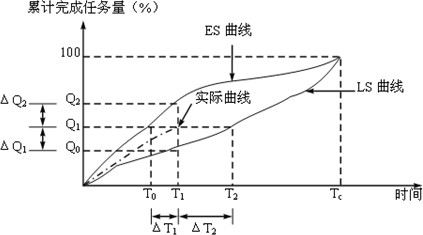 累计完成任务量(%)
ES 曲线
100
实际曲线
LS 曲线
ΔQ₂
Q₂
ΔQ₁
Q₁
Q₀
T₀
T₁
T₂
T꜀
时间
ΔT₁
ΔT₂